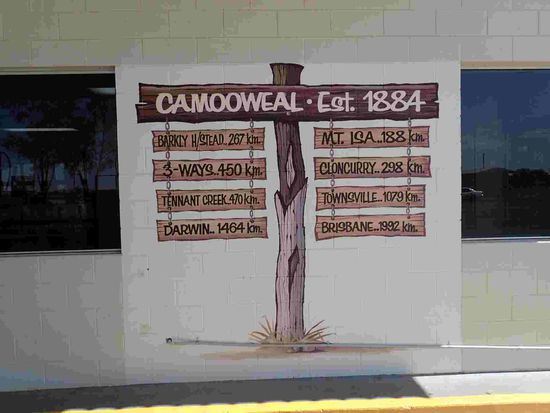 CAMOOWEAL · Est. 1884
BARKLY H/STEAD..267 km.
3-WAYS..450 km.
TENNANT CREEK.470 km.
DARWIN..1464 km.
MT. ISA..188 km.
CLONCURRY..298 km.
TOWNSVILLE..1079 km.
BRISBANE..1992 km.